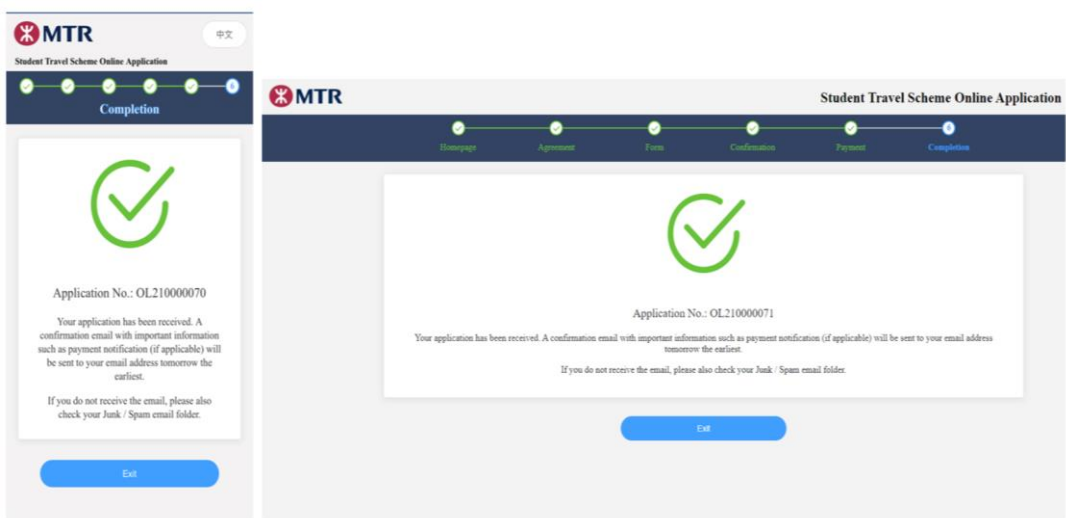 MTR
中文
Student Travel Scheme Online Application
6
Completion
Application No.: OL210000070
Your application has been received. A
confirmation email with important information
such as payment notification (if applicable) will
be sent to your email address tomorrow the
earliest.
If you do not receive the email, please also
check your Junk / Spam email folder.
Exit
MTR
Student Travel Scheme Online Application
6
Homepage
Agreement
Form
Confirmation
Payment
Completion
Application No.: OL210000071
Your application has been received. A confirmation email with important information such as payment notification (if applicable) will be sent to your email address
tomorrow the earliest.
If you do not receive the email, please also check your Junk / Spam email folder.
Exit